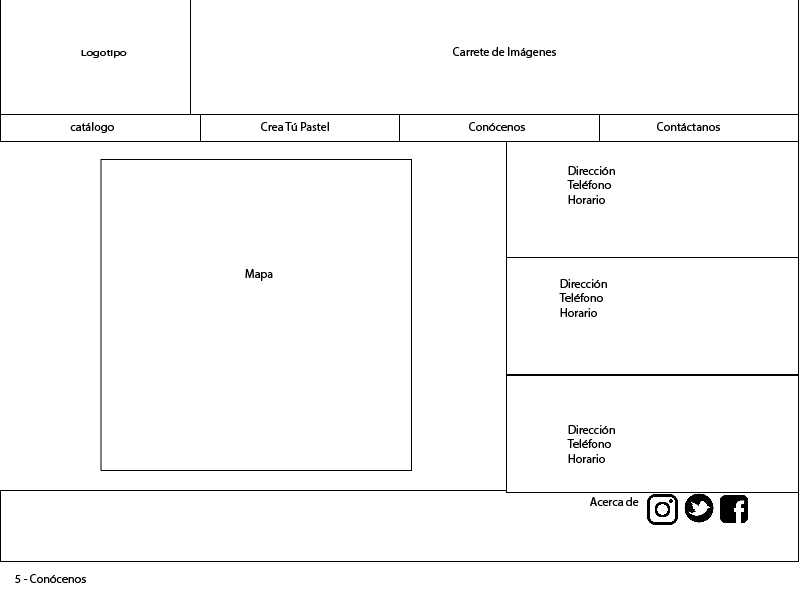 Logotipo
Carrete de Imágenes
catálogo
Crea Tú Pastel
Conócenos
Contáctanos
Mapa
Dirección
Teléfono
Horario
Dirección
Teléfono
Horario
Dirección
Teléfono
Horario
Acerca de
5 - Conócenos